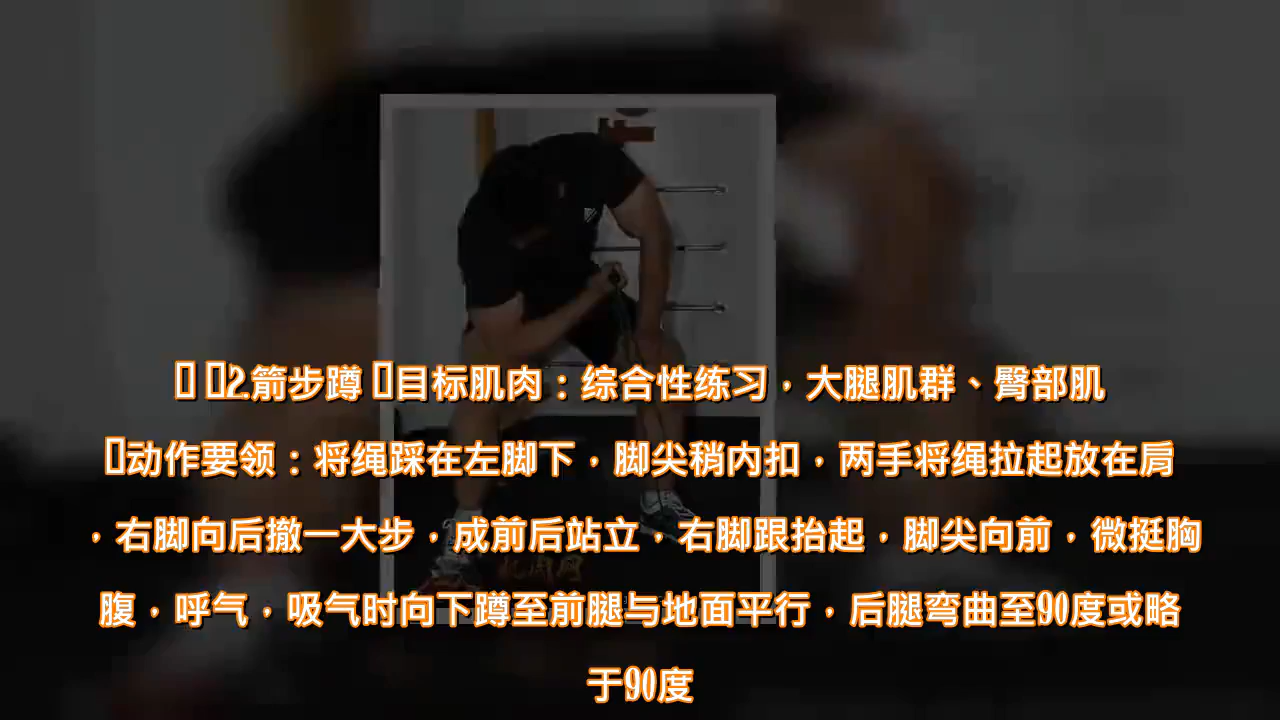 2.箭步蹲 目标肌肉：综合性练习，大腿肌群、臀部肌
动作要领：将绳踩在左脚下，脚尖稍内扣，两手将绳拉起放在肩
，右脚向后撤一大步，成前后站立，右脚跟抬起，脚尖向前，微挺胸
腹，呼气，吸气时向下蹲至前腿与地面平行，后腿弯曲至90度或略
于90度